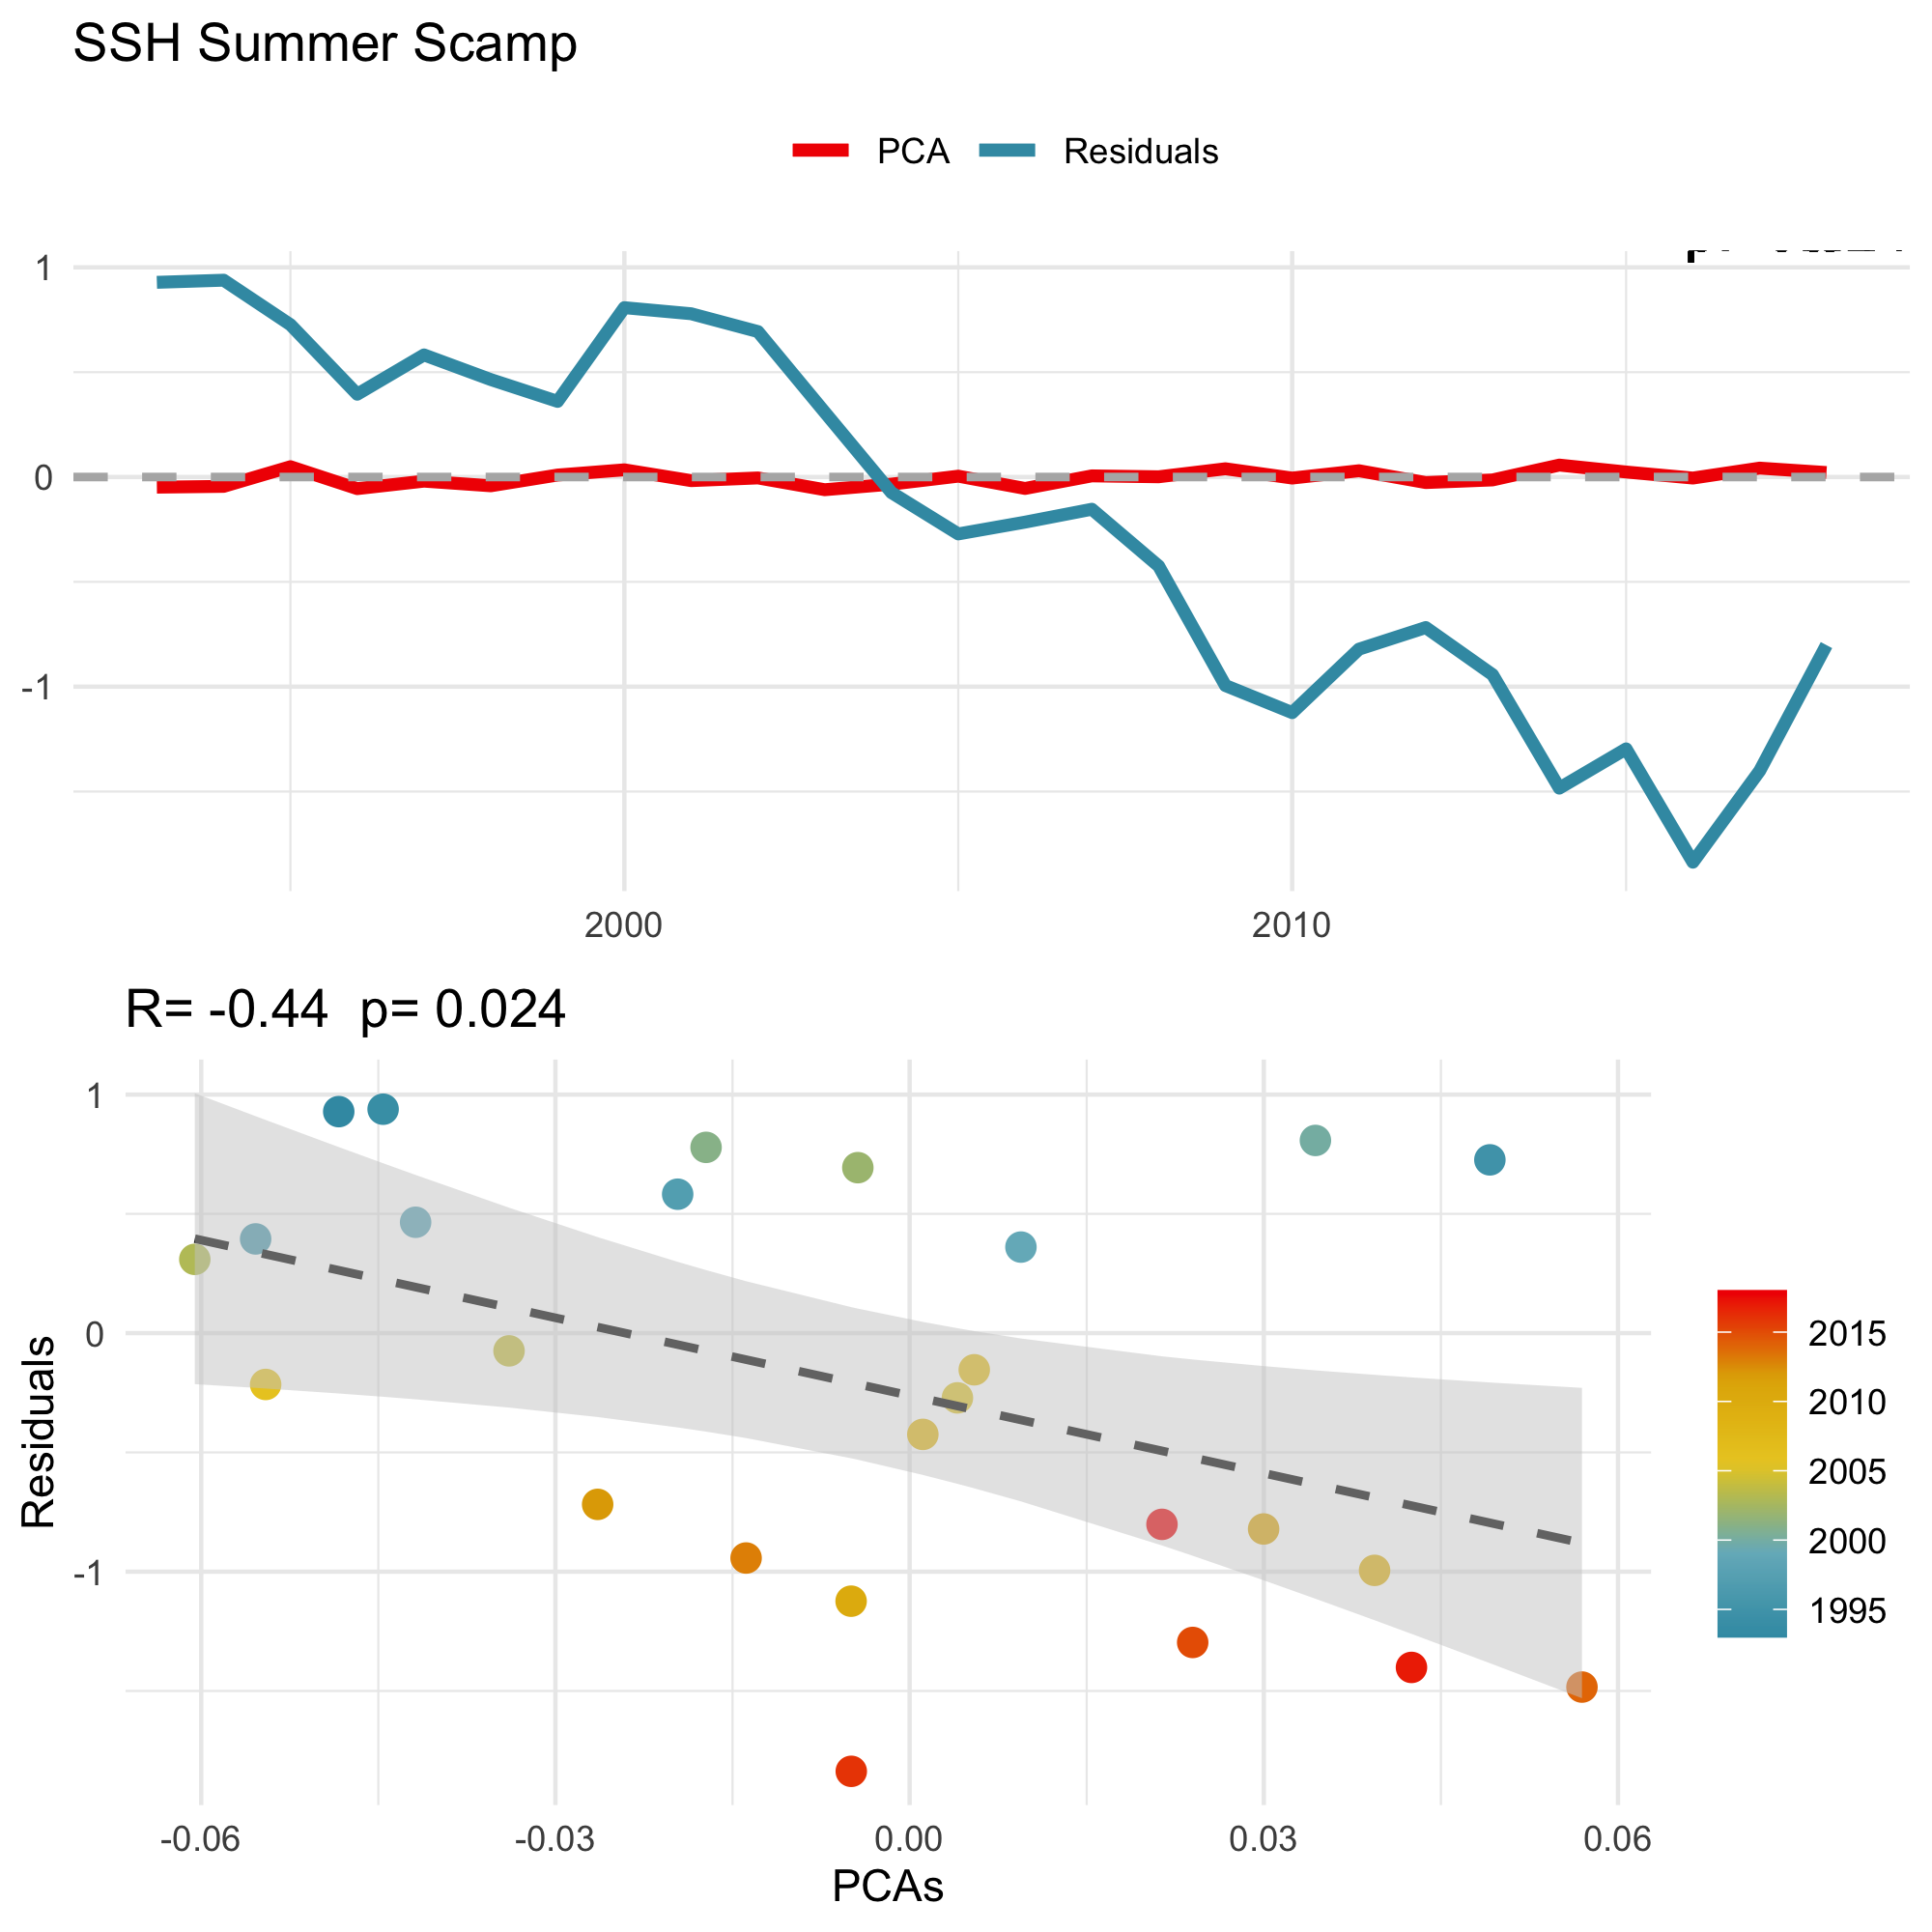 SSH Summer Scamp
PCA Residuals
1
0
-1
2000 2010
R= -0.44 p= 0.024
1
0
-1
Residuals
-0.06 -0.03 0.00 0.03 0.06
PCAs
2015
2010
2005
2000
1995